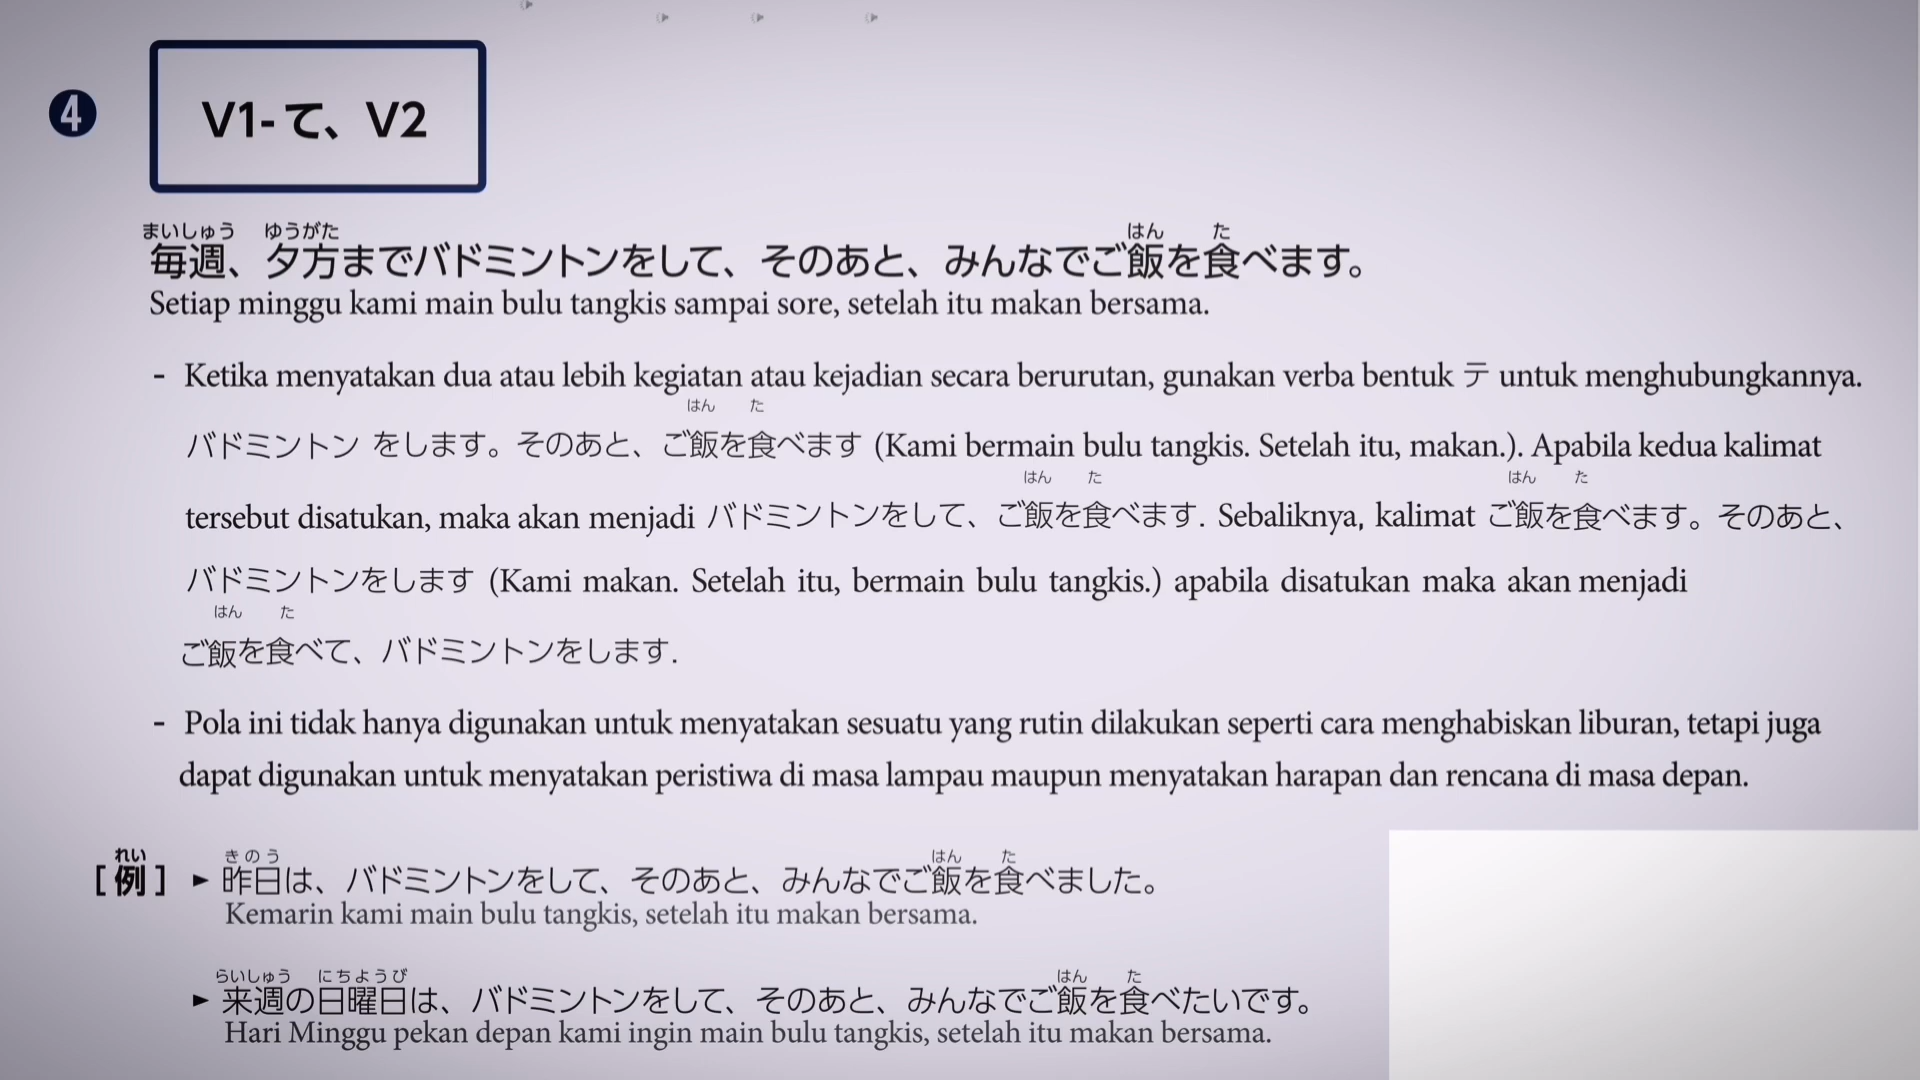 4
V1-て、V2
まいしゅう ゆうがた はん た
毎週、夕方までバドミントンをして、そのあと、みんなでご飯を食べます。
Setiap minggu kami main bulu tangkis sampai sore, setelah itu makan bersama.
- Ketika menyatakan dua atau lebih kegiatan atau kejadian secara berurutan, gunakan verba bentuk テ untuk menghubungkannya.
はん た
バドミントン をします。そのあと、ご飯を食べます (Kami bermain bulu tangkis. Setelah itu, makan.). Apabila kedua kalimat
はん た はん た
tersebut disatukan, maka akan menjadi バドミントンをして、ご飯を食べます. Sebaliknya, kalimat ご飯を食べます。そのあと、
バドミントンをします (Kami makan. Setelah itu, bermain bulu tangkis.) apabila disatukan maka akan menjadi
はん た
ご飯を食べて、バドミントンをします.
- Pola ini tidak hanya digunakan untuk menyatakan sesuatu yang rutin dilakukan seperti cara menghabiskan liburan, tetapi juga
dapat digunakan untuk menyatakan peristiwa di masa lampau maupun menyatakan harapan dan rencana di masa depan.
れい きのう はん た
[例] ► 昨日は、バドミントンをして、そのあと、みんなでご飯を食べました。
Kemarin kami main bulu tangkis, setelah itu makan bersama.
らいしゅう にちようび はん た
► 来週の日曜日は、バドミントンをして、そのあと、みんなでご飯を食べたいです。
Hari Minggu pekan depan kami ingin main bulu tangkis, setelah itu makan bersama.